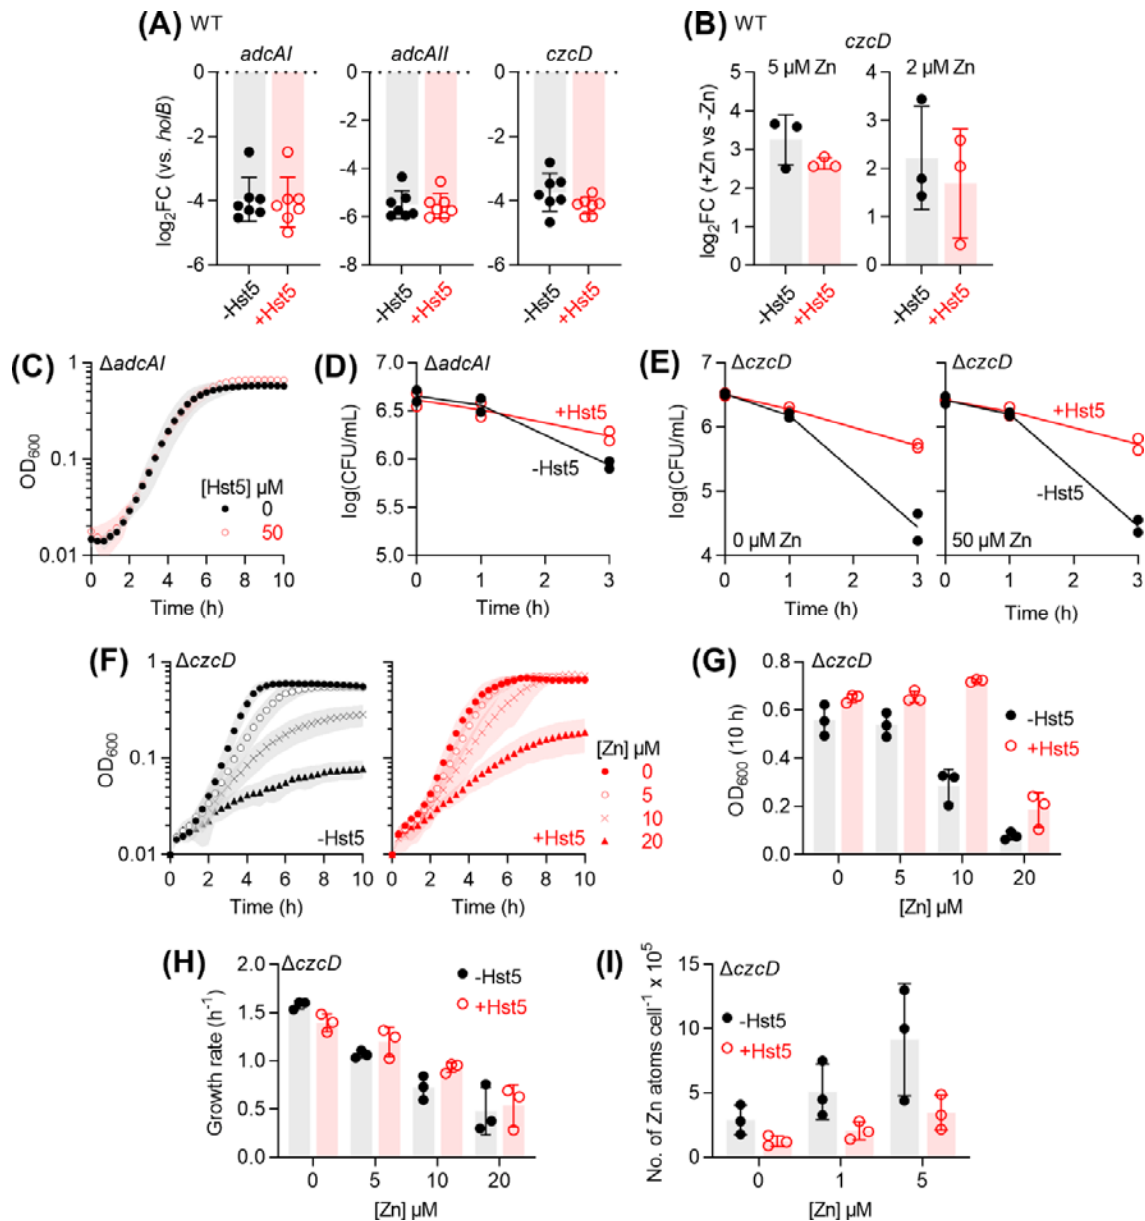 (A) WT
adcAI
adcAII
czcD
log2FC (vs. holB)
0
-2
-4
-6
0
-2
-4
-6
-8
0
-2
-4
-6
-Hst5
+Hst5
-Hst5
+Hst5
-Hst5
+Hst5
(B) WT
czcD
5 µM Zn
2 µM Zn
log2FC (+Zn vs -Zn)
5
4
3
2
1
0
4
3
2
1
0
-Hst5
+Hst5
-Hst5
+Hst5
(C) ΔadcAI
OD600
1
0.1
0.01
[Hst5] µM
0
50
0 2 4 6 8 10
Time (h)
(D) ΔadcAI
log(CFU/mL)
7.0
6.5
6.0
5.5
5.0
+Hst5
-Hst5
0 1 2 3
Time (h)
(E) ΔczcD
ΔczcD
log(CFU/mL)
7
6
5
4
+Hst5
-Hst5
0 µM Zn
50 µM Zn
0 1 2 3
0 1 2 3
Time (h)
Time (h)
(F) ΔczcD
OD600
1
0.1
0.01
-Hst5
+Hst5
[Zn] µM
0
5
10
20
0 2 4 6 8 10
0 2 4 6 8 10
Time (h)
Time (h)
(G) ΔczcD
OD600 (10 h)
0.8
0.6
0.4
0.2
0.0
-Hst5
+Hst5
0 5 10 20
[Zn] µM
(H) ΔczcD
Growth rate (h-1)
2.0
1.5
1.0
0.5
0.0
-Hst5
+Hst5
0 5 10 20
[Zn] µM
(I) ΔczcD
No. of Zn atoms cell-1 x 105
15
10
5
0
-Hst5
+Hst5
0 1 5
[Zn] µM